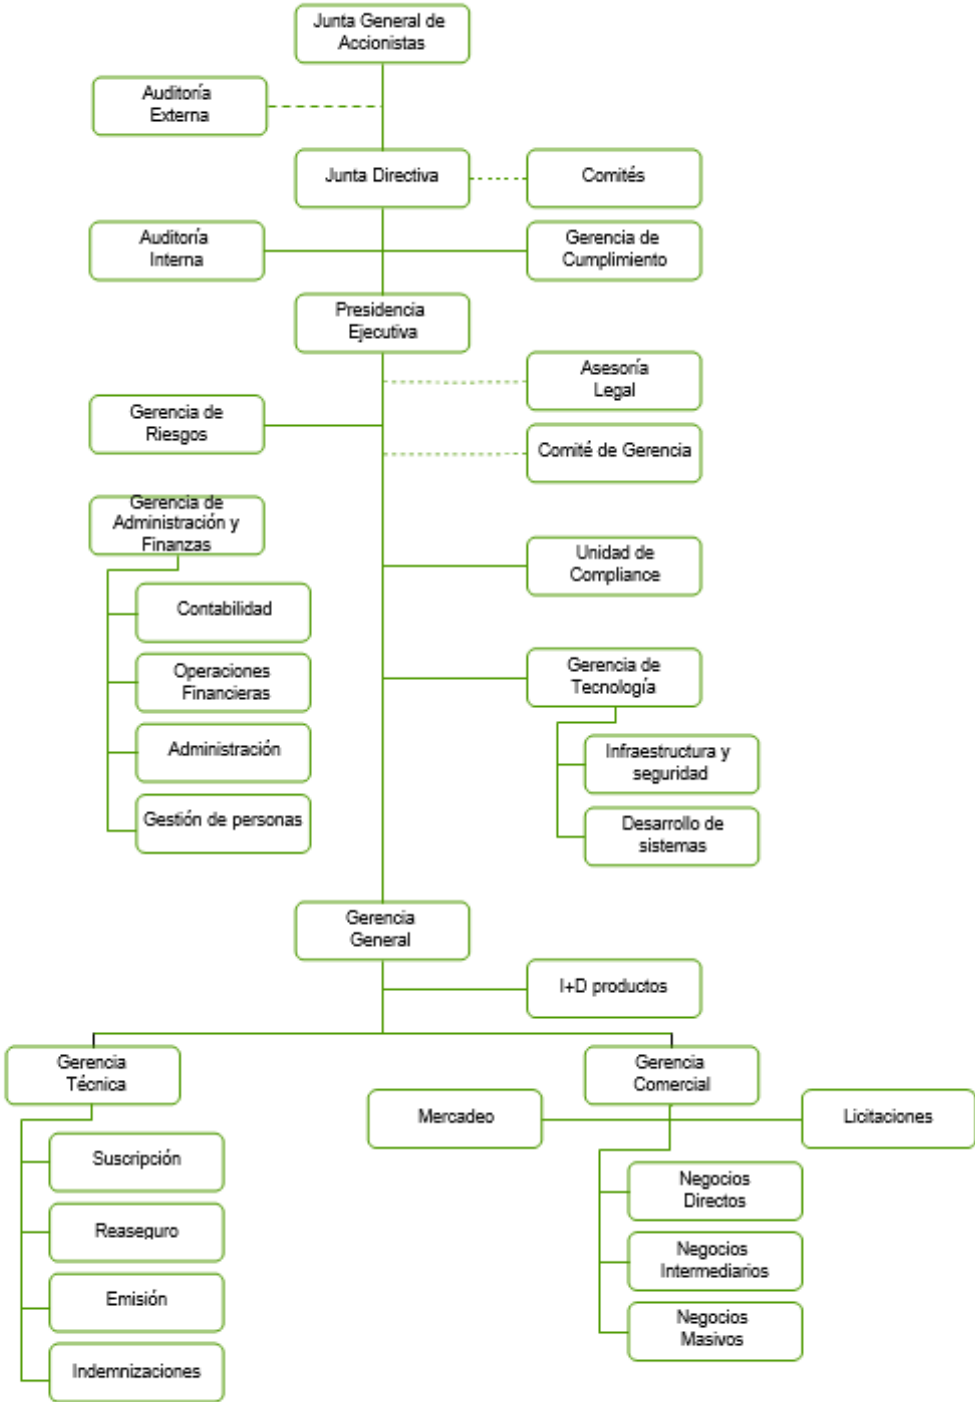 Junta General de
Accionistas
Auditoría
Externa
Junta Directiva
Comités
Auditoría
Interna
Gerencia de
Cumplimiento
Presidencia
Ejecutiva
Asesoría
Legal
Gerencia de
Riesgos
Comité de Gerencia
Gerencia de
Administración y
Finanzas
Unidad de
Compliance
Contabilidad
Operaciones
Financieras
Administración
Gestión de personas
Gerencia de
Tecnología
Infraestructura y
seguridad
Desarrollo de
sistemas
Gerencia
General
I+D productos
Gerencia
Técnica
Gerencia
Comercial
Mercadeo
Licitaciones
Suscripción
Reaseguro
Emisión
Indemnizaciones
Negocios
Directos
Negocios
Intermediarios
Negocios
Masivos